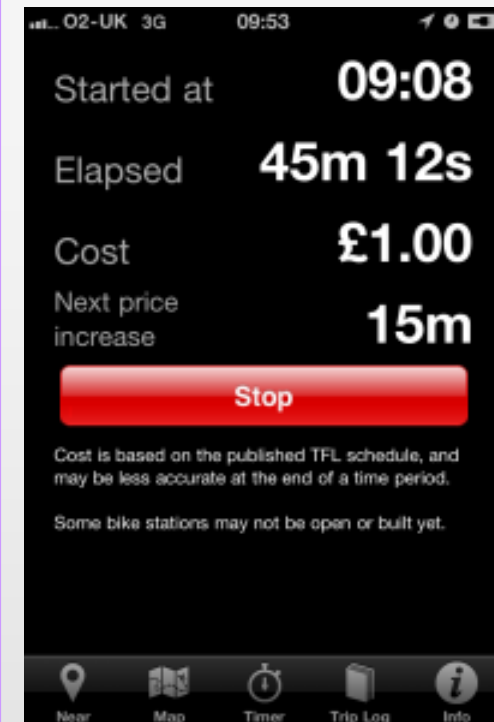 O2-UK 3G 09:53
Started at 09:08
Elapsed 45m 12s
Cost £1.00
Next price
increase 15m
Stop
Cost is based on the published TFL schedule, and
may be less accurate at the end of a time period.
Some bike stations may not be open or built yet.
Near Map Timer Trip Log Info